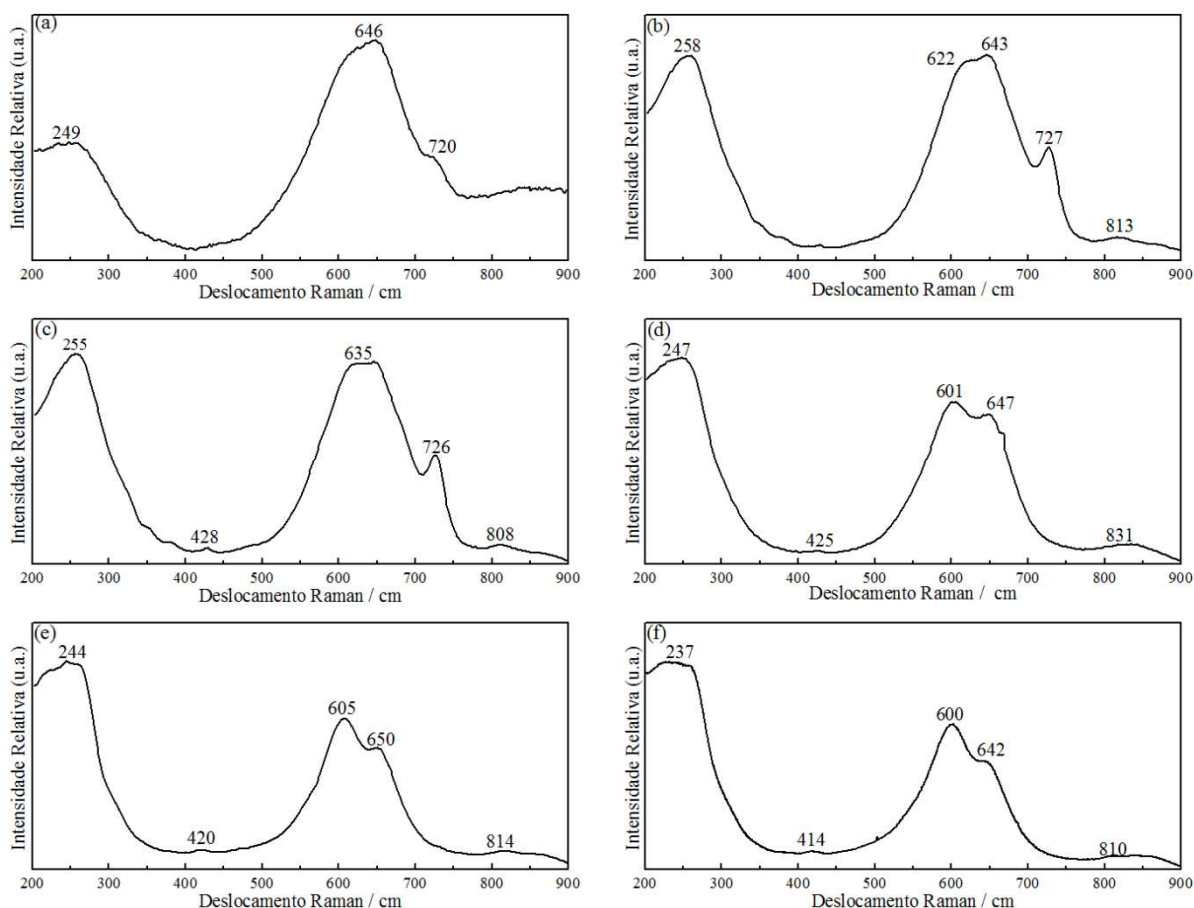 (a)
646
249
720
Intensidade Relativa (u.a.)
200 300 400 500 600 700 800 900
Deslocamento Raman / cm
(b)
258
622
643
727
813
Intensidade Relativa (u.a.)
200 300 400 500 600 700 800 900
Deslocamento Raman / cm
(c)
255
635
726
428
808
Intensidade Relativa (u.a.)
200 300 400 500 600 700 800 900
Deslocamento Raman / cm
(d)
247
601
647
425
831
Intensidade Relativa (u.a.)
200 300 400 500 600 700 800 900
Deslocamento Raman / cm
(e)
244
605
650
420
814
Intensidade Relativa (u.a.)
200 300 400 500 600 700 800 900
Deslocamento Raman / cm
(f)
237
600
642
414
810
Intensidade Relativa (u.a.)
200 300 400 500 600 700 800 900
Deslocamento Raman / cm